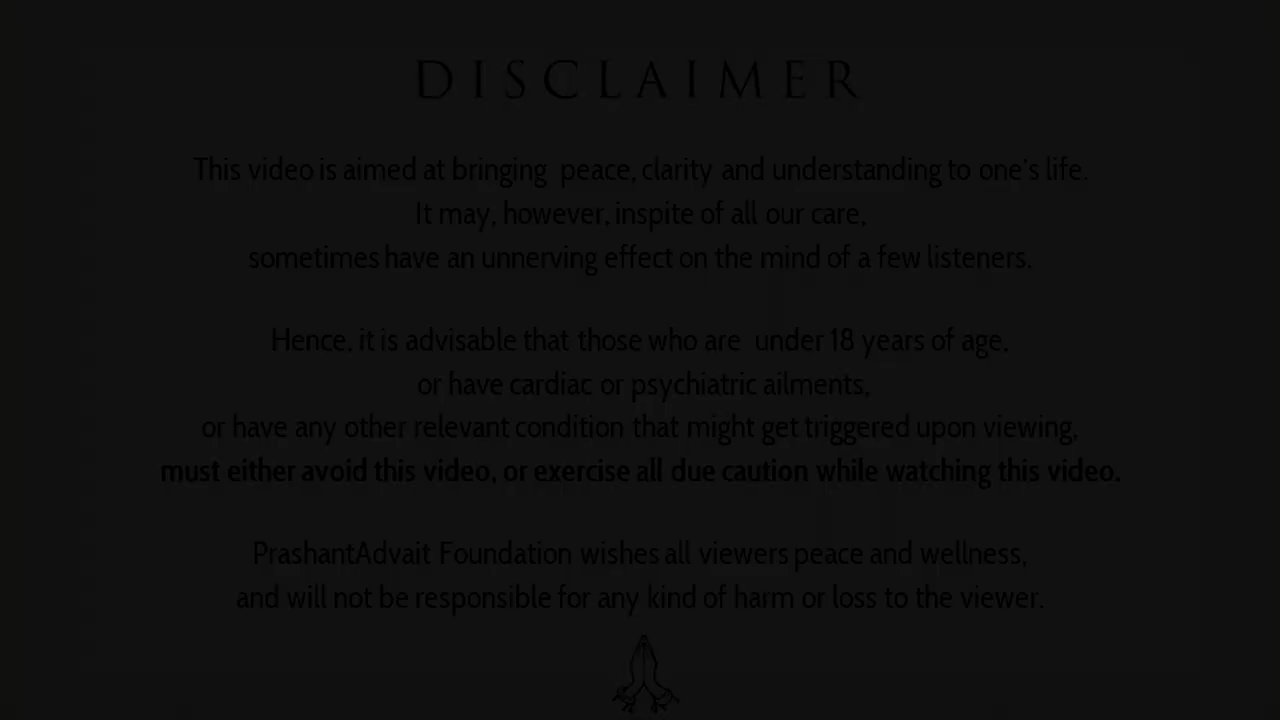 DISCLAIMER
This video is aimed at bringing peace, clarity and understanding to one's life.
It may, however, inspite of all our care,
sometimes have an unnerving effect on the mind of a few listeners.
Hence, it is advisable that those who are under 18 years of age,
or have cardiac or psychiatric ailments,
or have any other relevant condition that might get triggered upon viewing,
must either avoid this video, or exercise all due caution while watching this video.
PrashantAdvait Foundation wishes all viewers peace and wellness,
and will not be responsible for any kind of harm or loss to the viewer.